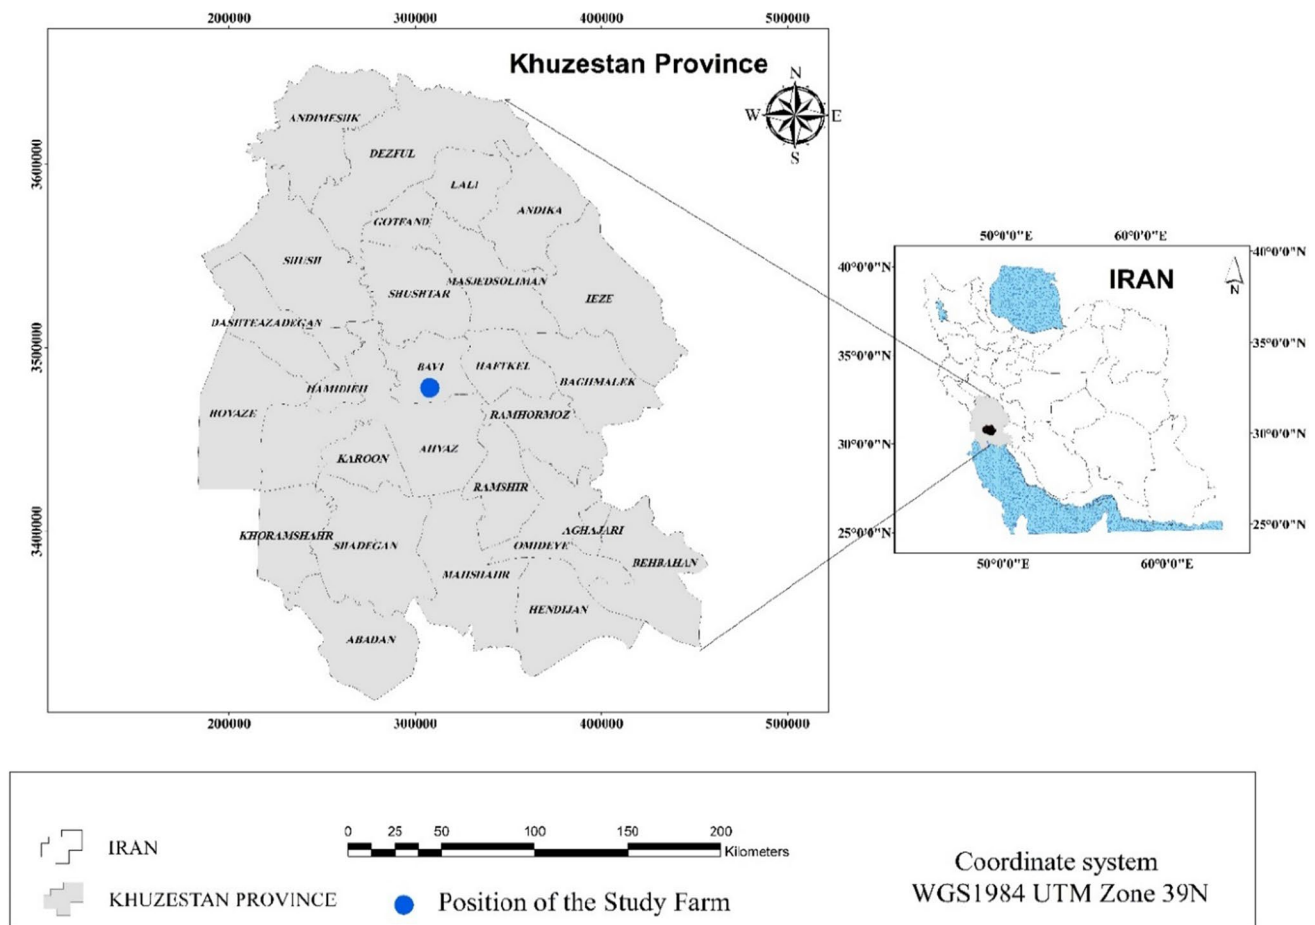 200000 300000 400000 500000
Khuzestan Province
N
W E
S
3600000
3500000
3400000
ANDIMESHK
DEZFUL
LALI
ANDIKA
GOTFAND
SHUSH
MASJEDSOLIMAN
SHUSHTAR
IEZE
DASHTEAZADEGAN
BAVI
HAFTKEL
BAGHMALEK
HAMIDIEH
HOVAZE
RAMHORMOZ
AHVAZ
KAROON
RAMSHIR
AGHAJARI
KHORAMSHAHR
SHADEGAN
OMIDEYE
BEHBAHAN
MAHSHAHR
HENDIJAN
ABADAN
200000 300000 400000 500000
50°0'0"E 60°0'0"E
IRAN
N
40°0'0"N 40°0'0"N
35°0'0"N 35°0'0"N
30°0'0"N 30°0'0"N
25°0'0"N 25°0'0"N
50°0'0"E 60°0'0"E
IRAN
KHUZESTAN PROVINCE
0 25 50 100 150 200
Kilometers
Position of the Study Farm
Coordinate system
WGS1984 UTM Zone 39N